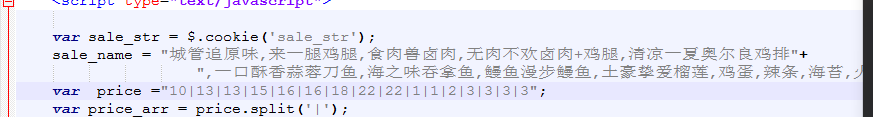 <script type="text/javascript">
var sale_str = $.cookie('sale_str');
sale_name = "城管追原味,来一腿鸡腿,食肉兽卤肉,无肉不欢卤肉+鸡腿,清凉一夏奥尔良鸡排"+
",一口酥香蒜蓉刀鱼,海之味吞拿鱼,鳗鱼漫步鳗鱼,土豪挚爱榴莲,鸡蛋,辣条,海苔,火
var  price ="10|13|13|15|16|16|18|22|22|1|1|2|3|3|3|3";
var price_arr = price.split('|');